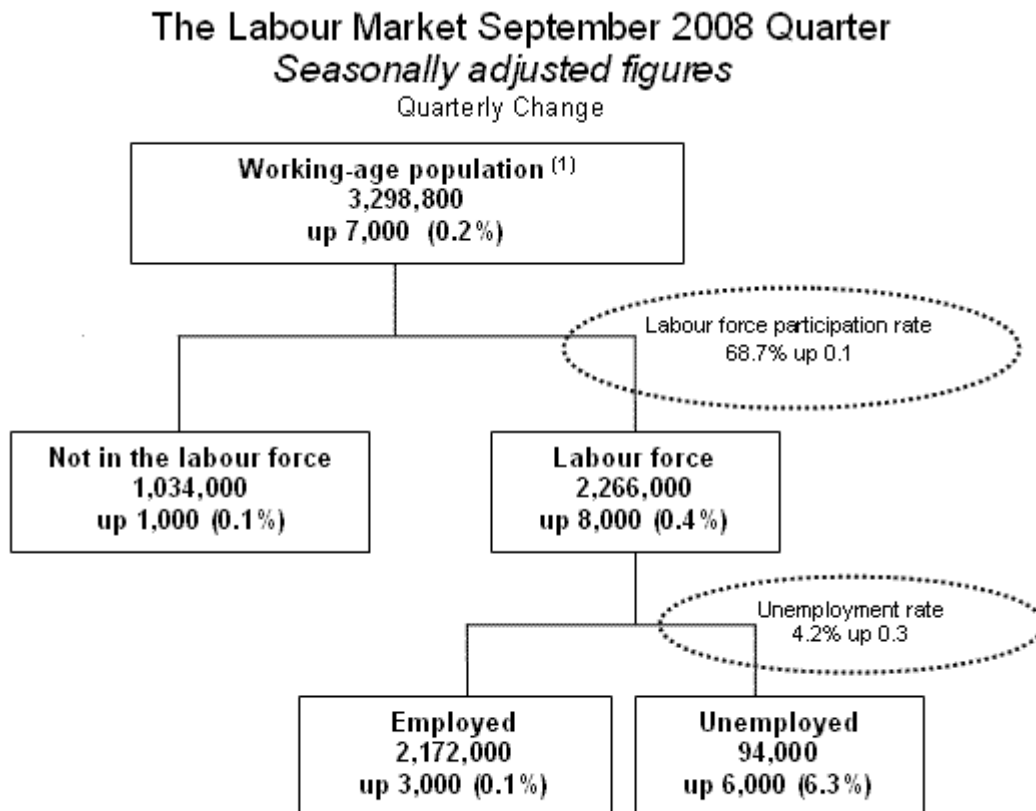 The Labour Market September 2008 Quarter
Seasonally adjusted figures
Quarterly Change
Working-age population (1)
3,298,800
up 7,000 (0.2%)
Labour force participation rate
68.7% up 0.1
Not in the labour force
1,034,000
up 1,000 (0.1%)
Labour force
2,266,000
up 8,000 (0.4%)
Unemployment rate
4.2% up 0.3
Employed
2,172,000
up 3,000 (0.1%)
Unemployed
94,000
up 6,000 (6.3%)